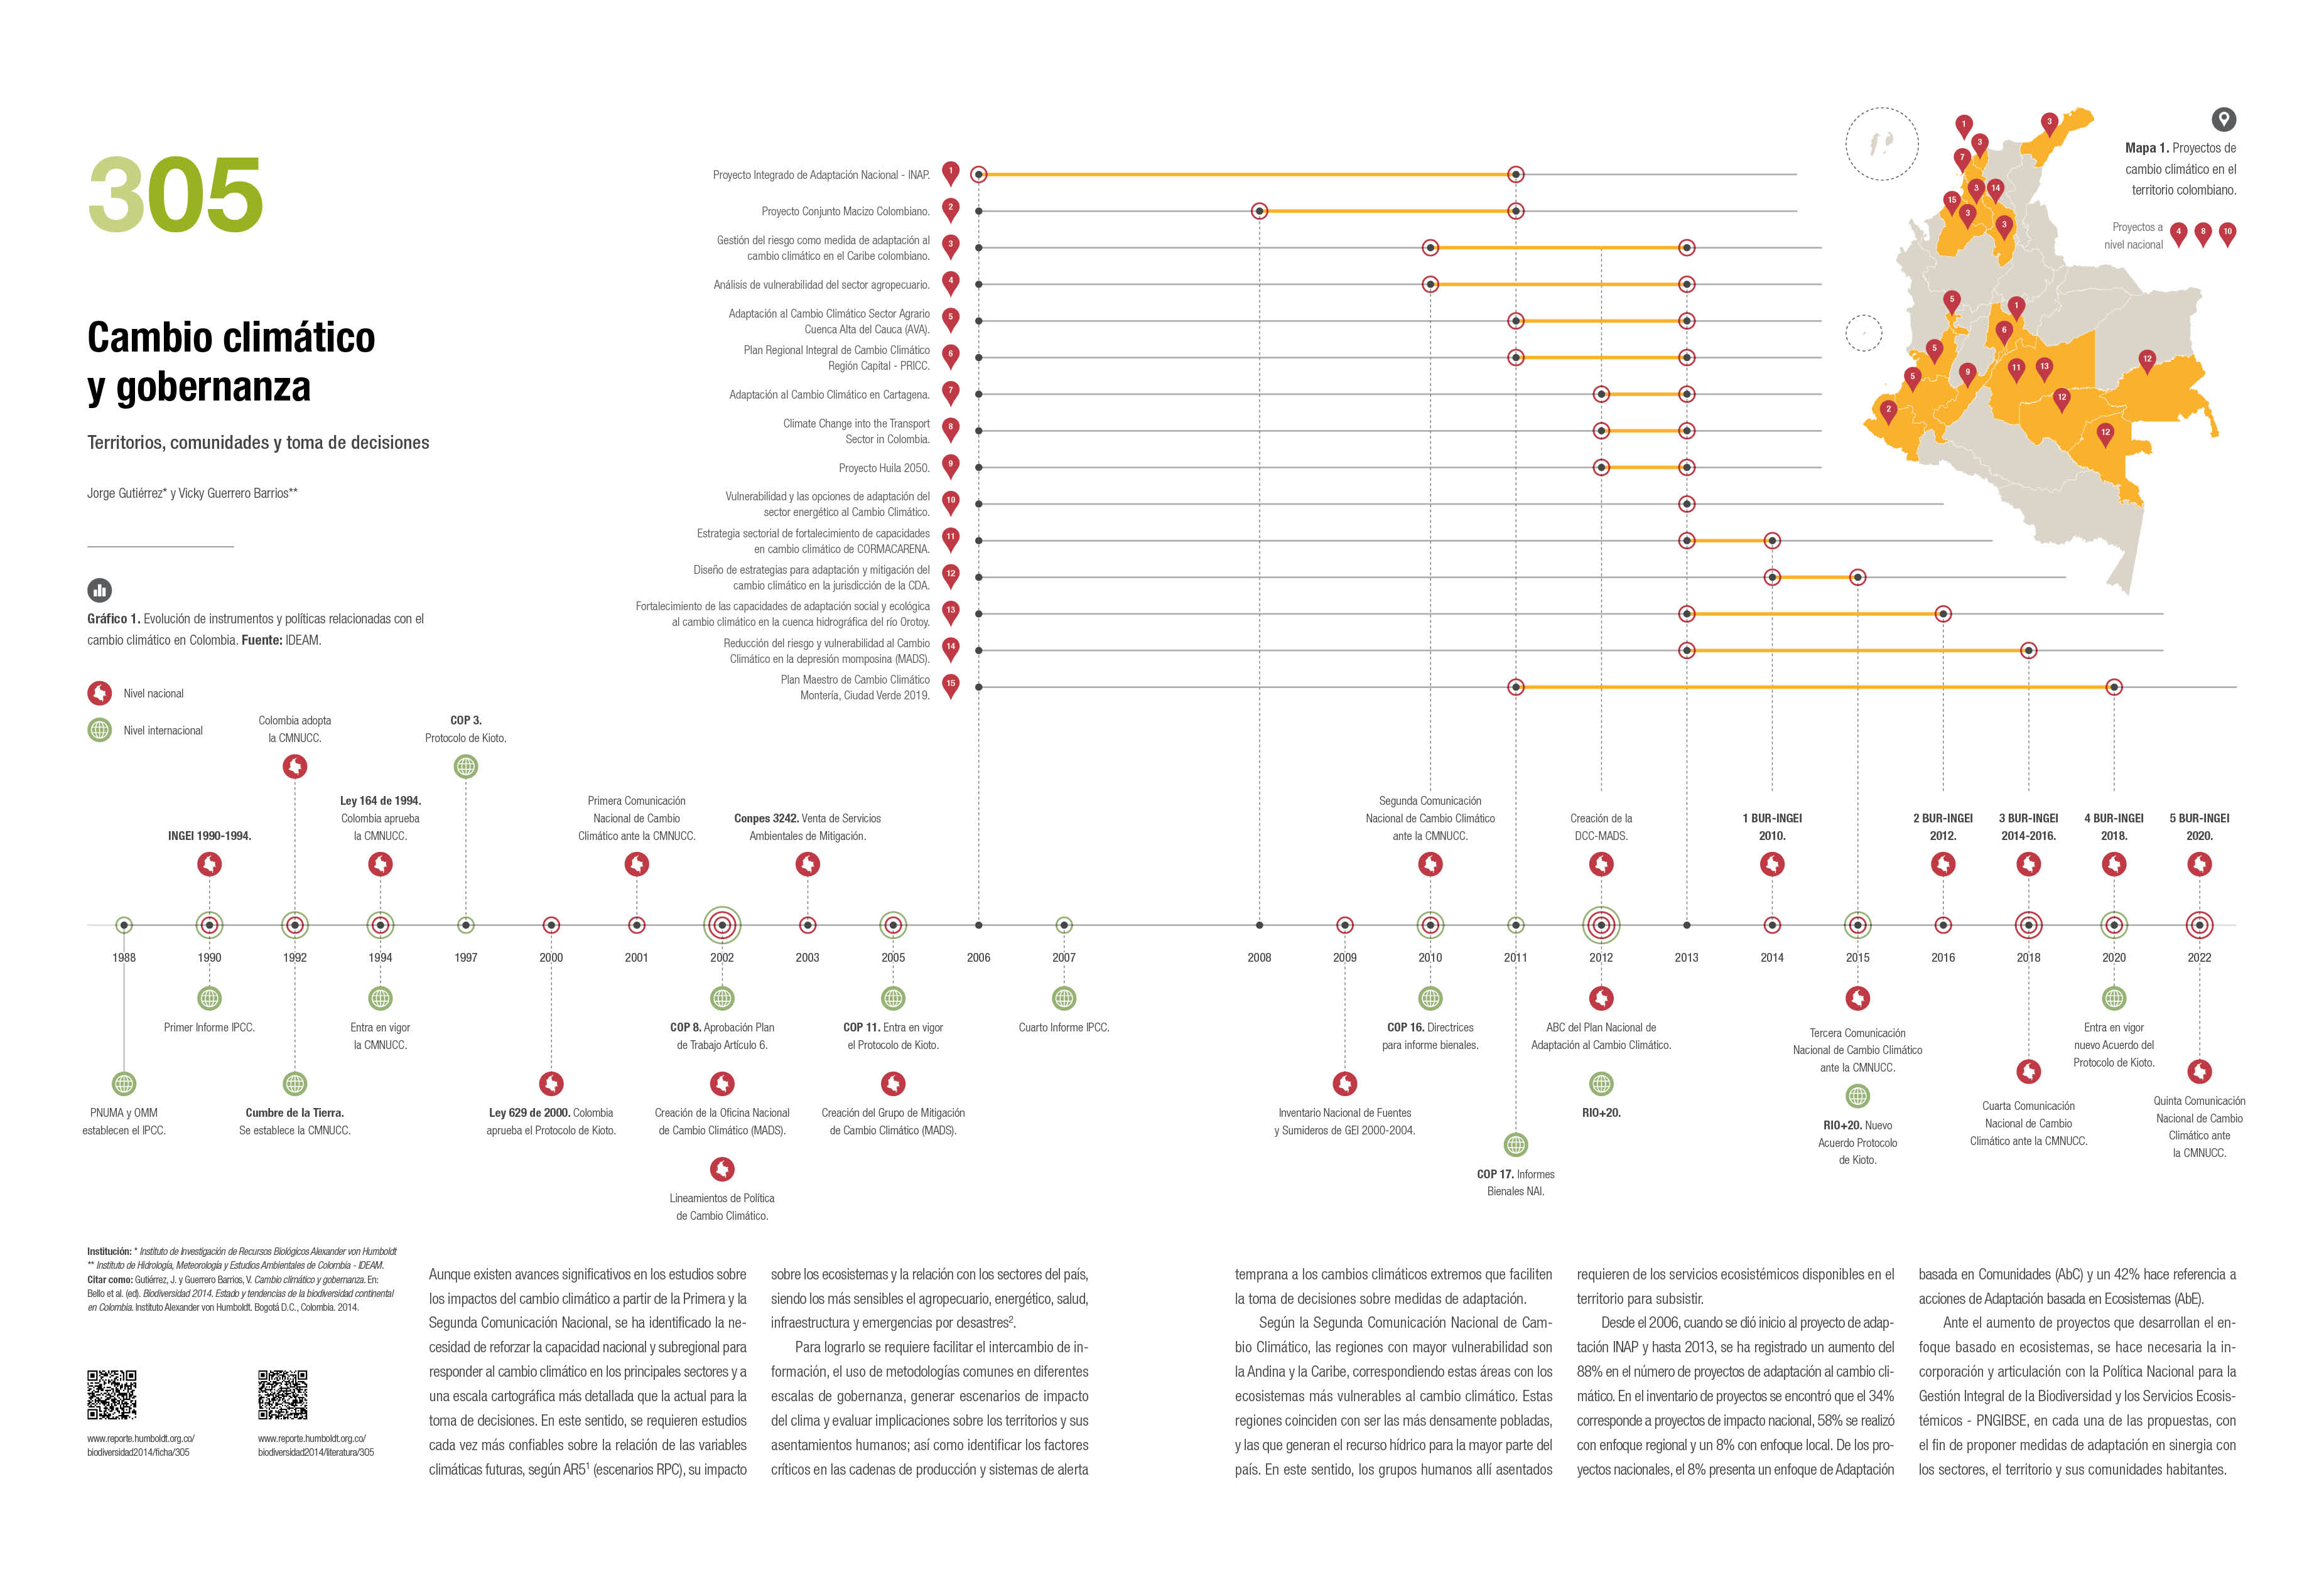 305
Cambio climático
y gobernanza
Territorios, comunidades y toma de decisiones
Jorge Gutiérrez* y Vicky Guerrero Barrios**
Gráfico 1. Evolución de instrumentos y políticas relacionadas con el
cambio climático en Colombia. Fuente: IDEAM.
Nivel nacional
Nivel internacional
Proyecto Integrado de Adaptación Nacional - INAP.
1
Proyecto Conjunto Macizo Colombiano.
2
Gestión del riesgo como medida de adaptación al
cambio climático en el Caribe colombiano.
3
Análisis de vulnerabilidad del sector agropecuario.
4
Adaptación al Cambio Climático Sector Agrario
Cuenca Alta del Cauca (AVA).
5
Plan Regional Integral de Cambio Climático
Región Capital - PRICC.
6
Adaptación al Cambio Climático en Cartagena.
7
Climate Change into the Transport
Sector in Colombia.
8
Proyecto Huila 2050.
9
Vulnerabilidad y las opciones de adaptación del
sector energético al Cambio Climático.
10
Estrategia sectorial de fortalecimiento de capacidades
en cambio climático de CORMACARENA.
11
Diseño de estrategias para adaptación y mitigación del
cambio climático en la jurisdicción de la CDA.
12
Fortalecimiento de las capacidades de adaptación social y ecológica
al cambio climático en la cuenca hidrográfica del río Orotoy.
13
Reducción del riesgo y vulnerabilidad al Cambio
Climático en la depresión momposina (MADS).
14
Plan Maestro de Cambio Climático
Montería, Ciudad Verde 2019.
15
Mapa 1. Proyectos de
cambio climático en el
territorio colombiano.
Proyectos a
nivel nacional
4 8 10
1
3
3
7
3
14
15
3
3
5
1
6
5
5
9
11
13
12
12
2
12
Colombia adopta
la CMNUCC.
COP 3.
Protocolo de Kioto.
INGEI 1990-1994.
Ley 164 de 1994.
Colombia aprueba
la CMNUCC.
Primera Comunicación
Nacional de Cambio
Climático ante la CMNUCC.
Conpes 3242. Venta de Servicios
Ambientales de Mitigación.
Segunda Comunicación
Nacional de Cambio Climático
ante la CMNUCC.
Creación de la
DCC-MADS.
1 BUR-INGEI
2010.
2 BUR-INGEI
2012.
3 BUR-INGEI
2014-2016.
4 BUR-INGEI
2018.
5 BUR-INGEI
2020.
1988 1990 1992 1994 1997 2000 2001 2002 2003 2005 2006 2007 2008 2009 2010 2011 2012 2013 2014 2015 2016 2018 2020 2022
PNUMA y OMM
establecen el IPCC.
Primer Informe IPCC.
Cumbre de la Tierra.
Se establece la CMNUCC.
Entra en vigor
la CMNUCC.
Ley 629 de 2000. Colombia
aprueba el Protocolo de Kioto.
COP 8. Aprobación Plan
de Trabajo Artículo 6.
Creación de la Oficina Nacional
de Cambio Climático (MADS).
Lineamientos de Política
de Cambio Climático.
COP 11. Entra en vigor
el Protocolo de Kioto.
Creación del Grupo de Mitigación
de Cambio Climático (MADS).
Cuarto Informe IPCC.
Inventario Nacional de Fuentes
y Sumideros de GEI 2000-2004.
COP 16. Directrices
para informe bienales.
COP 17. Informes
Bienales NAI.
ABC del Plan Nacional de
Adaptación al Cambio Climático.
RIO+20.
Tercera Comunicación
Nacional de Cambio Climático
ante la CMNUCC.
RIO+20. Nuevo
Acuerdo Protocolo
de Kioto.
Cuarta Comunicación
Nacional de Cambio
Climático ante la CMNUCC.
Entra en vigor
nuevo Acuerdo del
Protocolo de Kioto.
Quinta Comunicación
Nacional de Cambio
Climático ante
la CMNUCC.
Institución: * Instituto de Investigación de Recursos Biológicos Alexander von Humboldt
** Instituto de Hidrología, Meteorología y Estudios Ambientales de Colombia - IDEAM.
Citar como: Gutiérrez, J. y Guerrero Barrios, V. Cambio climático y gobernanza. En:
Bello et al. (ed). Biodiversidad 2014. Estado y tendencias de la biodiversidad continental
en Colombia. Instituto Alexander von Humboldt. Bogotá D.C., Colombia. 2014.
www.reporte.humboldt.org.co/
biodiversidad2014/ficha/305
www.reporte.humboldt.org.co/
biodiversidad2014/literatura/305
Aunque existen avances significativos en los estudios sobre
los impactos del cambio climático a partir de la Primera y la
Segunda Comunicación Nacional, se ha identificado la ne-
cesidad de reforzar la capacidad nacional y subregional para
responder al cambio climático en los principales sectores y a
una escala cartográfica más detallada que la actual para la
toma de decisiones. En este sentido, se requieren estudios
cada vez más confiables sobre la relación de las variables
climáticas futuras, según AR5¹ (escenarios RPC), su impacto
sobre los ecosistemas y la relación con los sectores del país,
siendo los más sensibles el agropecuario, energético, salud,
infraestructura y emergencias por desastres².
Para lograrlo se requiere facilitar el intercambio de in-
formación, el uso de metodologías comunes en diferentes
escalas de gobernanza, generar escenarios de impacto
del clima y evaluar implicaciones sobre los territorios y sus
asentamientos humanos; así como identificar los factores
críticos en las cadenas de producción y sistemas de alerta
temprana a los cambios climáticos extremos que faciliten
la toma de decisiones sobre medidas de adaptación.
Según la Segunda Comunicación Nacional de Cam-
bio Climático, las regiones con mayor vulnerabilidad son
la Andina y la Caribe, correspondiendo estas áreas con los
ecosistemas más vulnerables al cambio climático. Estas
regiones coinciden con ser las más densamente pobladas,
y las que generan el recurso hídrico para la mayor parte del
país. En este sentido, los grupos humanos allí asentados
requieren de los servicios ecosistémicos disponibles en el
territorio para subsistir.
Desde el 2006, cuando se dió inicio al proyecto de adap-
tación INAP y hasta 2013, se ha registrado un aumento del
88% en el número de proyectos de adaptación al cambio cli-
mático. En el inventario de proyectos se encontró que el 34%
corresponde a proyectos de impacto nacional, 58% se realizó
con enfoque regional y un 8% con enfoque local. De los pro-
yectos nacionales, el 8% presenta un enfoque de Adaptación
basada en Comunidades (AbC) y un 42% hace referencia a
acciones de Adaptación basada en Ecosistemas (AbE).
Ante el aumento de proyectos que desarrollan el en-
foque basado en ecosistemas, se hace necesaria la in-
corporación y articulación con la Política Nacional para la
Gestión Integral de la Biodiversidad y los Servicios Ecosis-
témicos - PNGIBSE, en cada una de las propuestas, con
el fin de proponer medidas de adaptación en sinergia con
los sectores, el territorio y sus comunidades habitantes.